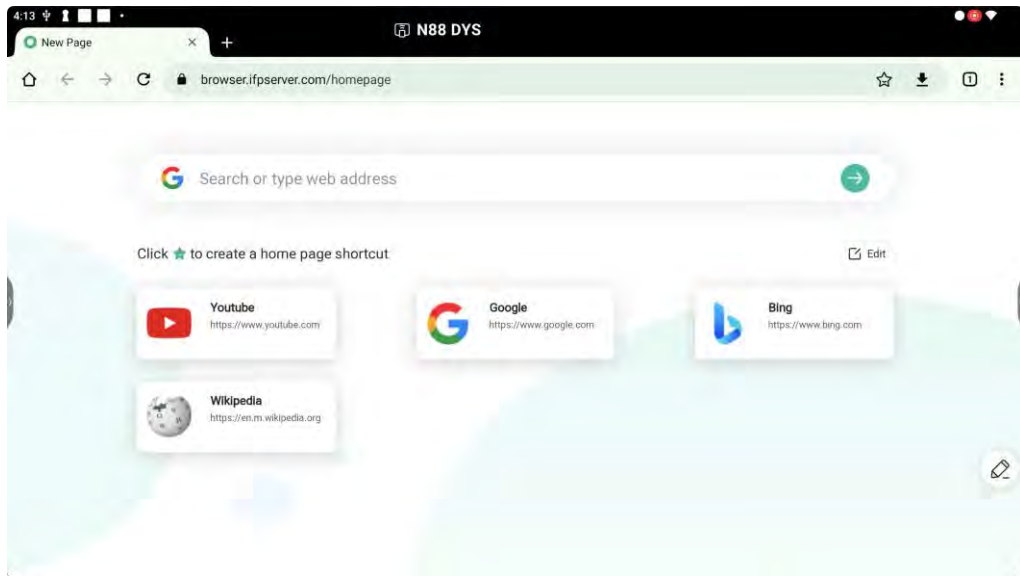 4:13
N88 DYS
New Page
browser.ifpserver.com/homepage
1
Search or type web address
Click to create a home page shortcut
Edit
Youtube
https://www.youtube.com
Google
https://www.google.com
Bing
https://www.bing.com
Wikipedia
https://en.m.wikipedia.org